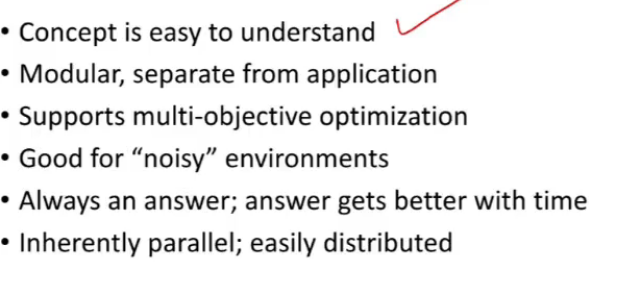 • Concept is easy to understand
• Modular, separate from application
• Supports multi-objective optimization
• Good for “noisy” environments
• Always an answer; answer gets better with time
• Inherently parallel; easily distributed